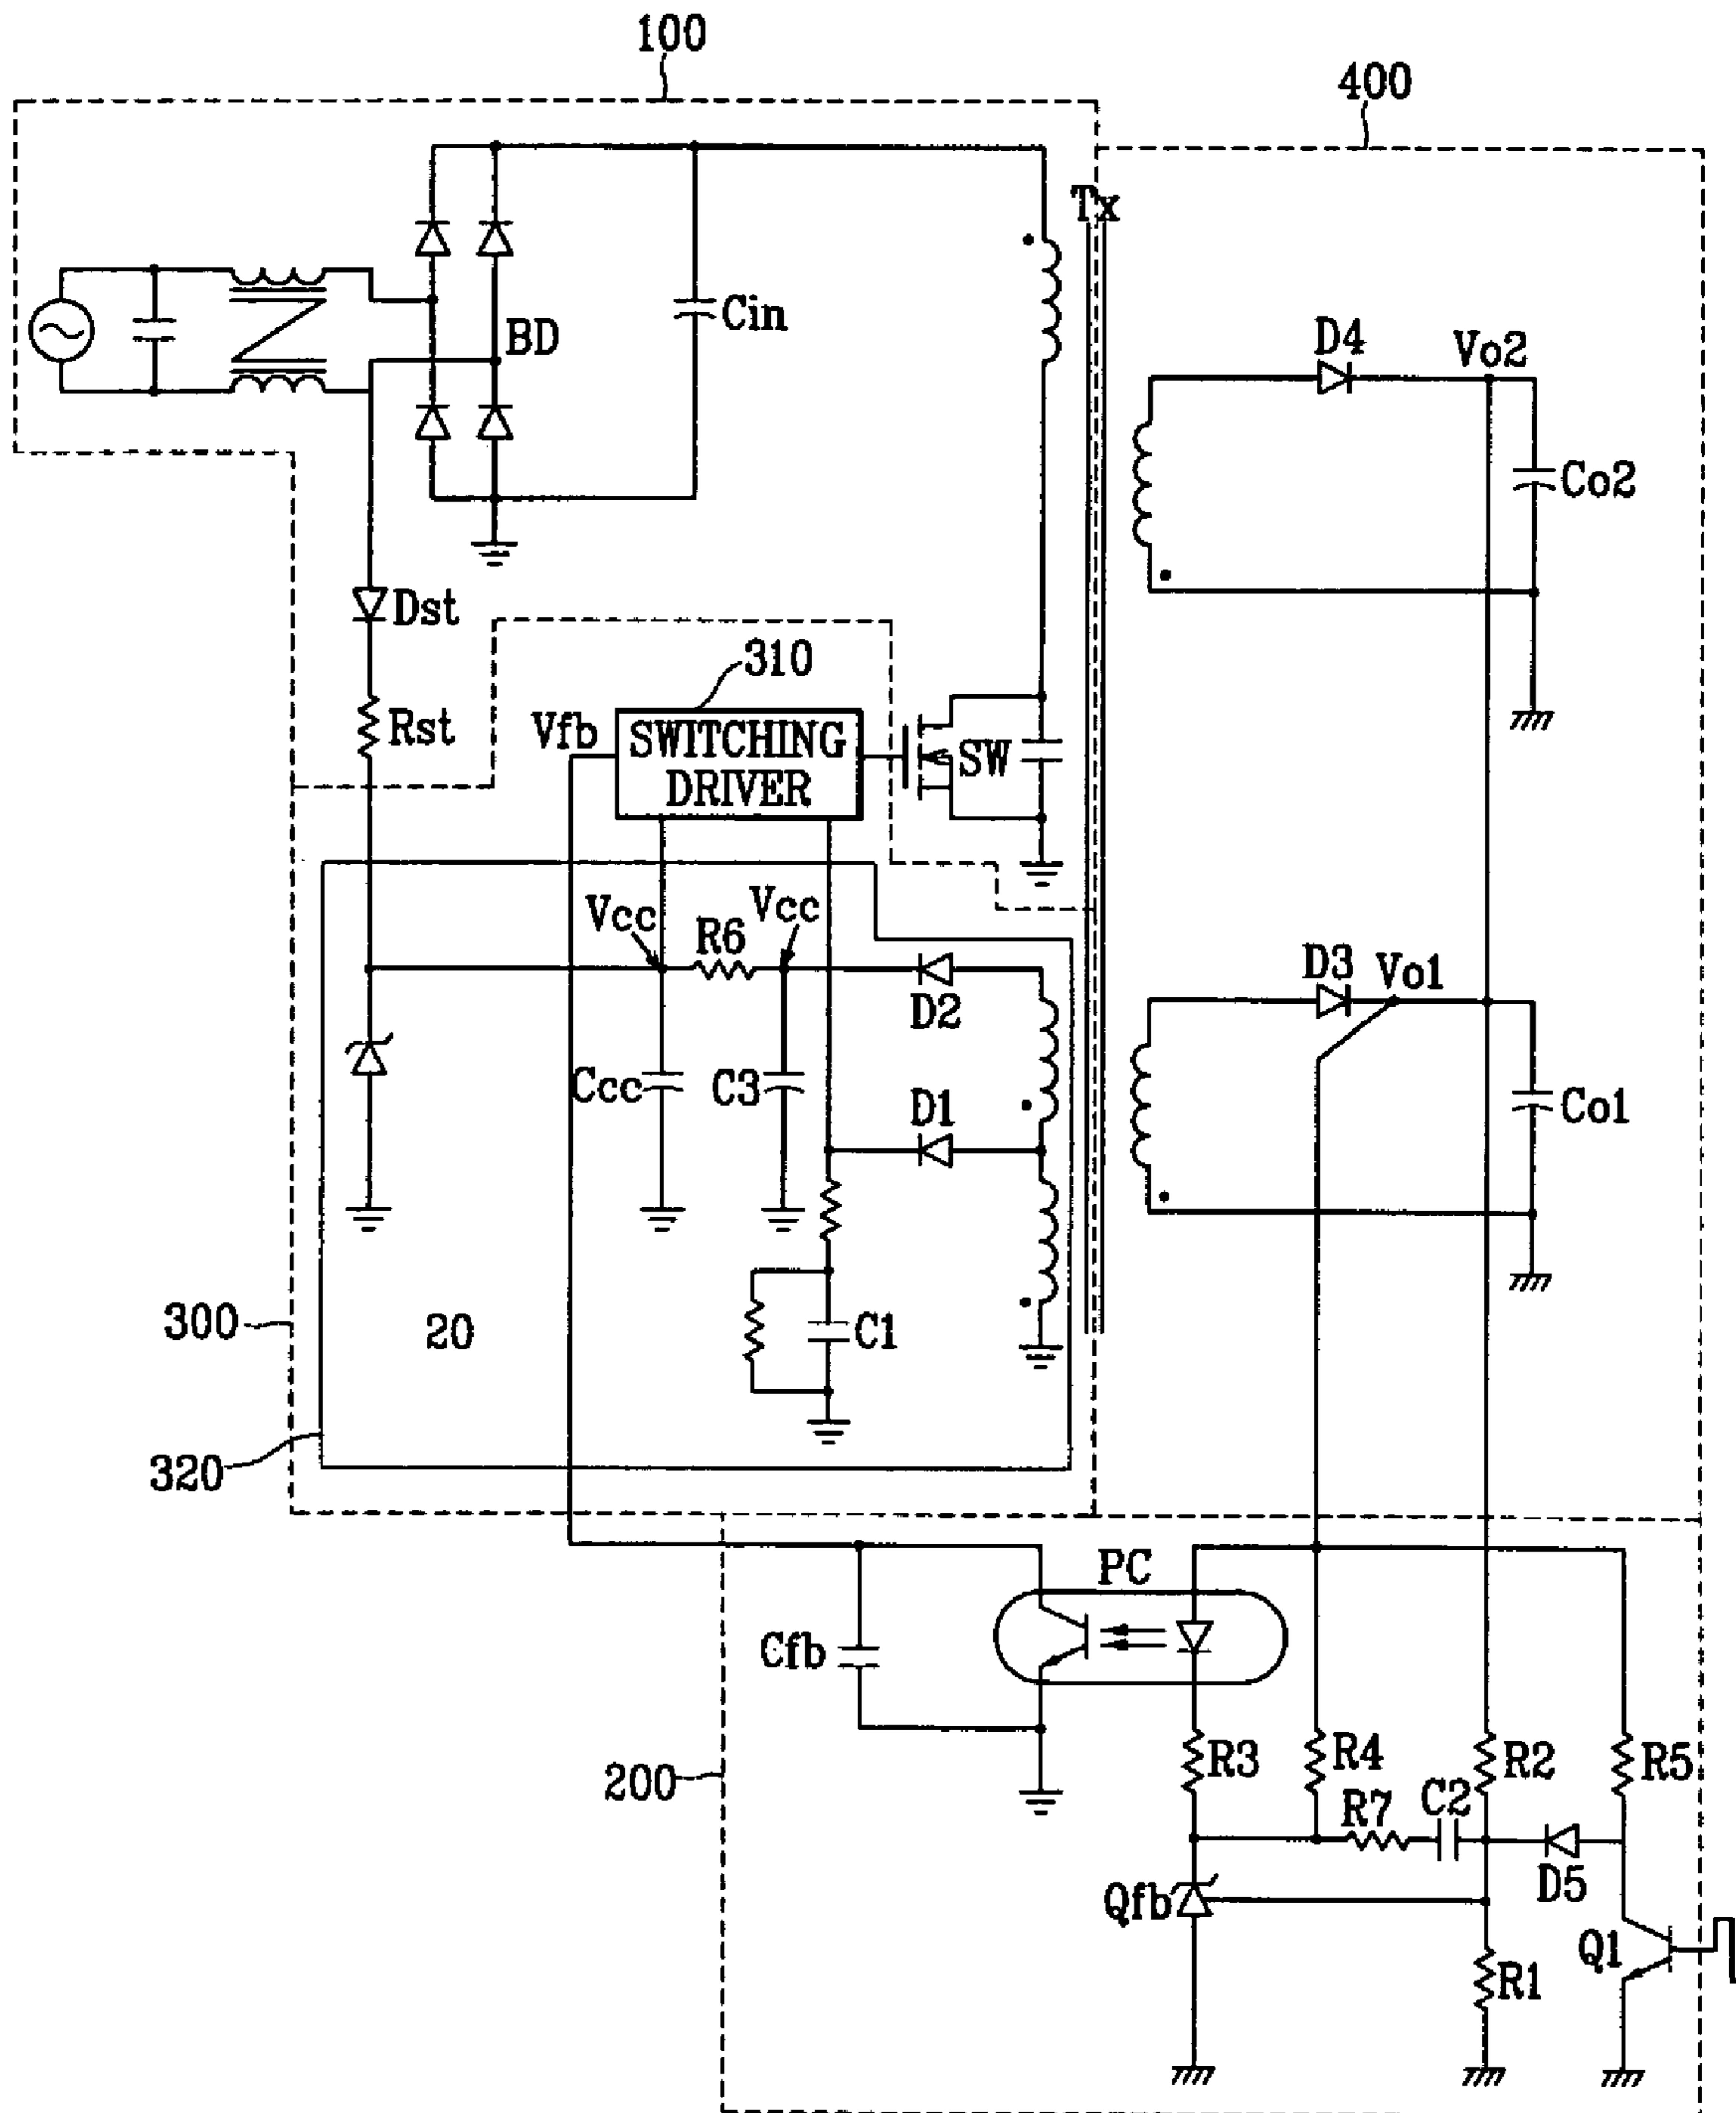 100
400
Tx
BD
Cin
D4
Vo2
Co2
Dst
Rst
310
Vfb
SWITCHING
DRIVER
SW
Vcc
R6
Vcc
D2
D3
Vo1
Ccc
C3
D1
Co1
300
20
C1
320
PC
Cfb
200
R3
R4
R2
R5
R7
C2
D5
Qfb
Q1
R1